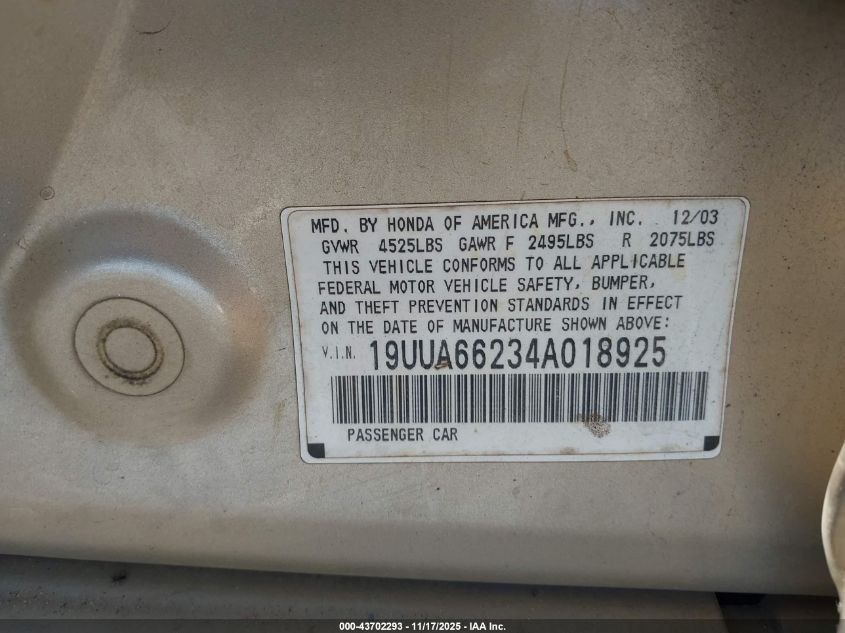 MFD. BY HONDA OF AMERICA MFG., INC. 12/03
GVWR 4525LBS GAWR F 2495LBS R 2075LBS
THIS VEHICLE CONFORMS TO ALL APPLICABLE
FEDERAL MOTOR VEHICLE SAFETY, BUMPER,
AND THEFT PREVENTION STANDARDS IN EFFECT
ON THE DATE OF MANUFACTURE SHOWN ABOVE:
V.I.N. 19UUA66234A018925
PASSENGER CAR
000-43702293 - 11/17/2025 - IAA Inc.